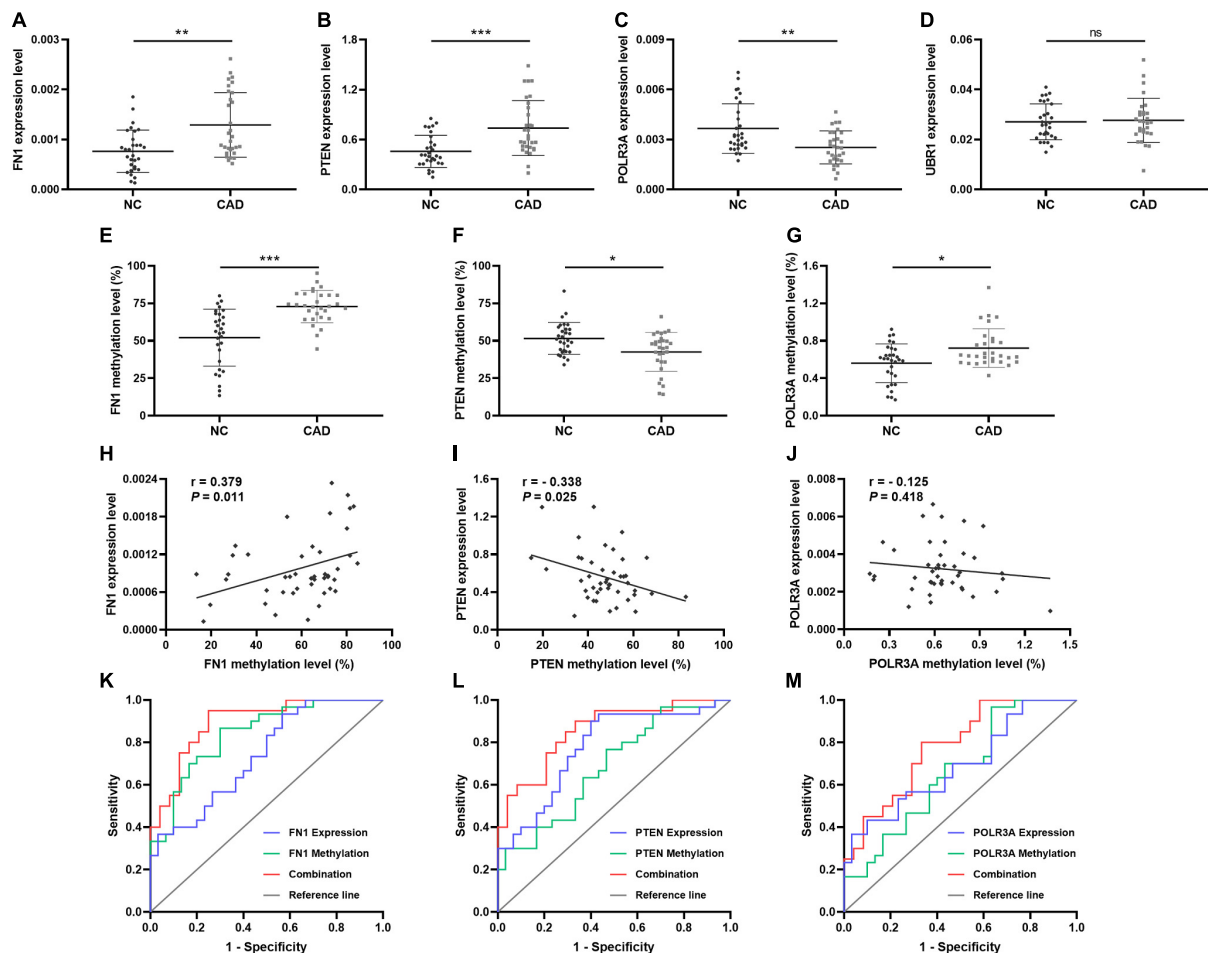 A
B
C
D
FN1 expression level
0.003
0.002
0.001
0.000
**
NC
CAD
PTEN expression level
1.8
1.2
0.6
0.0
***
NC
CAD
POLR3A expression level
0.009
0.006
0.003
0.000
**
NC
CAD
UBR1 expression level
0.06
0.04
0.02
0.00
ns
NC
CAD
E
F
G
FN1 methylation level (%)
100
75
50
25
0
***
NC
CAD
PTEN methylation level (%)
100
75
50
25
0
*
NC
CAD
POLR3A methylation level (%)
1.6
1.2
0.8
0.4
0.0
*
NC
CAD
H
I
J
FN1 expression level
0.0024
0.0018
0.0012
0.0006
0.0000
r = 0.379
P = 0.011
0 20 40 60 80 100
FN1 methylation level (%)
PTEN expression level
1.6
1.2
0.8
0.4
0.0
r = - 0.338
P = 0.025
0 20 40 60 80 100
PTEN methylation level (%)
POLR3A expression level
0.008
0.006
0.004
0.002
0.000
r = - 0.125
P = 0.418
0.0 0.3 0.6 0.9 1.2 1.5
POLR3A methylation level (%)
K
L
M
Sensitivity
1.0
0.8
0.6
0.4
0.2
0.0
FN1 Expression
FN1 Methylation
Combination
Reference line
0.0 0.2 0.4 0.6 0.8 1.0
1 - Specificity
Sensitivity
1.0
0.8
0.6
0.4
0.2
0.0
PTEN Expression
PTEN Methylation
Combination
Reference line
0.0 0.2 0.4 0.6 0.8 1.0
1 - Specificity
Sensitivity
1.0
0.8
0.6
0.4
0.2
0.0
POLR3A Expression
POLR3A Methylation
Combination
Reference line
0.0 0.2 0.4 0.6 0.8 1.0
1 - Specificity